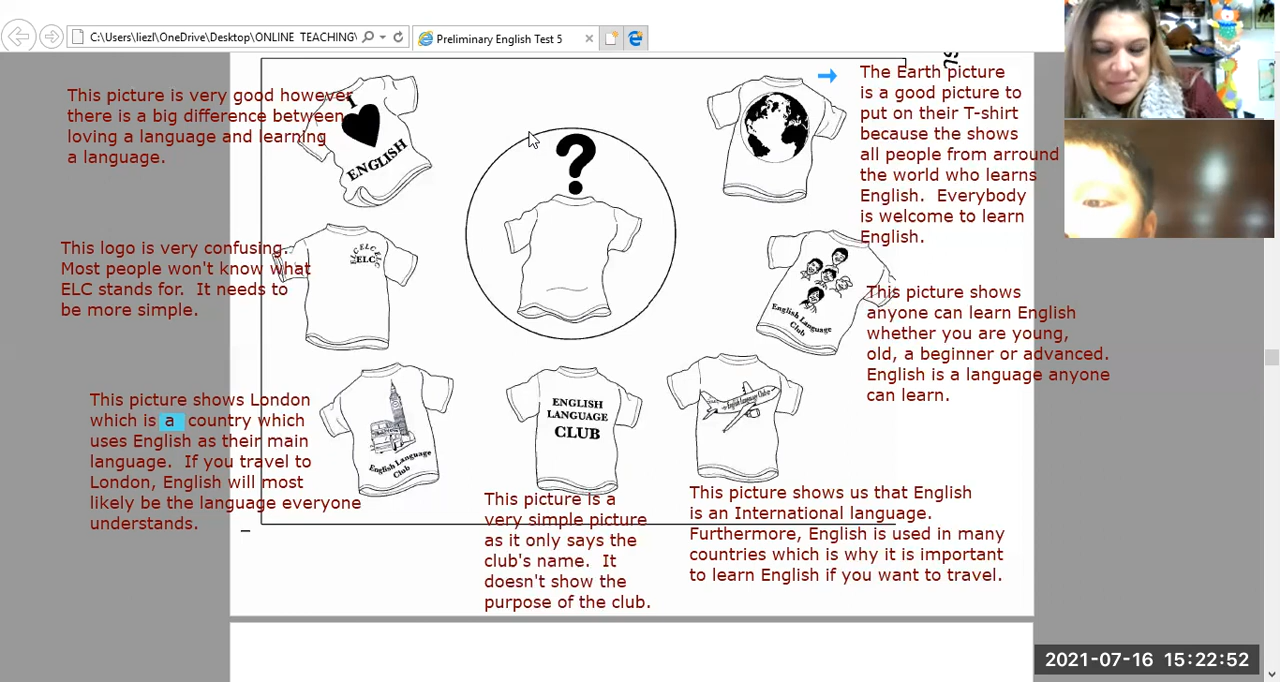 C:\Users\liezl\OneDrive\Desktop\ONLINE TEACHING\
Preliminary English Test 5
This picture is very good however
there is a big difference between
loving a language and learning
a language.
I
ENGLISH
?
The Earth picture
is a good picture to
put on their T-shirt
because the shows
all people from arround
the world who learns
English. Everybody
is welcome to learn
English.
This logo is very confusing.
Most people won't know what
ELC stands for. It needs to
be more simple.
ELC ELC ELC
ELC
English Language
Club
This picture shows
anyone can learn English
whether you are young,
old, a beginner or advanced.
English is a language anyone
can learn.
This picture shows London
which is a country which
uses English as their main
language. If you travel to
London, English will most
likely be the language everyone
understands.
English Language
Club
ENGLISH
LANGUAGE
CLUB
This picture is a
very simple picture
as it only says the
club's name. It
doesn't show the
purpose of the club.
English Language Club
This picture shows us that English
is an International language.
Furthermore, English is used in many
countries which is why it is important
to learn English if you want to travel.
2021-07-16 15:22:52